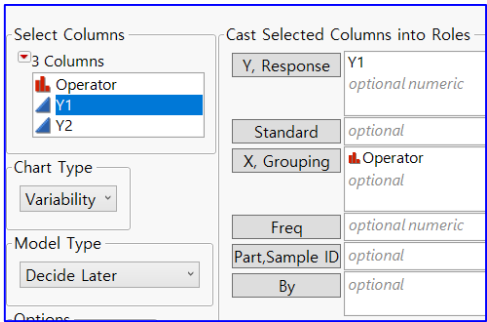 Select Columns
3 Columns
Operator
Y1
Y2
Chart Type
Variability
Model Type
Decide Later
Options
Cast Selected Columns into Roles
Y, Response
Y1
optional numeric
Standard
optional
X, Grouping
Operator
optional
Freq
optional numeric
Part,Sample ID
optional
By
optional